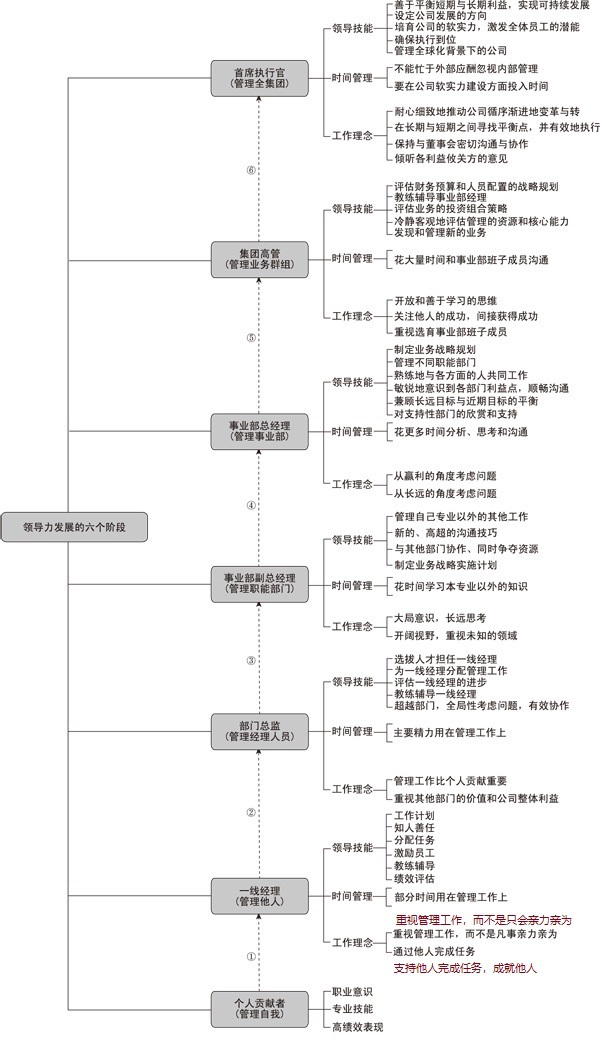 善于平衡短期与长期利益，实现可持续发展
设定公司发展的方向
领导技能
培育公司的软实力，激发全体员工的潜能
确保执行到位
管理全球化背景下的公司
首席执行官
（管理全集团）
时间管理
不能忙于外部应酬忽视内部管理
要在公司软实力建设方面投入时间
耐心细致地推动公司循序渐进地变革与转
工作理念
在长期与短期之间寻找平衡点，并有效地执行
保持与董事会密切沟通与协作
倾听各利益攸关方的意见
⑥
评估财务预算和人员配置的战略规划
教练辅导事业部经理
领导技能
评估业务的投资组合策略
冷静客观地评估管理的资源和核心能力
发现和管理新的业务
集团高管
（管理业务群组）
时间管理
花大量时间和事业部班子成员沟通
开放和善于学习的思维
工作理念
关注他人的成功，间接获得成功
重视选育事业部班子成员
⑤
制定业务战略规划
管理不同职能部门
熟练地与各方面的人共同工作
领导技能
敏锐地意识到各部门利益点，顺畅沟通
兼顾长远目标与近期目标的平衡
对支持性部门的欣赏和支持
事业部总经理
（管理事业部）
时间管理
花更多时间分析、思考和沟通
工作理念
从赢利的角度考虑问题
从长远的角度考虑问题
④
领导力发展的六个阶段
管理自己专业以外的其他工作
领导技能
新的、高超的沟通技巧
与其他部门协作、同时争夺资源
制定业务战略实施计划
事业部副总经理
（管理职能部门）
时间管理
花时间学习本专业以外的知识
工作理念
大局意识，长远思考
开阔视野，重视未知的领域
③
选拔人才担任一线经理
为一线经理分配管理工作
领导技能
评估一线经理的进步
教练辅导一线经理
超越部门，全局性考虑问题，有效协作
部门总监
（管理经理人员）
时间管理
主要精力用在管理工作上
工作理念
管理工作比个人贡献重要
重视其他部门的价值和公司整体利益
②
工作计划
知人善任
领导技能
分配任务
激励员工
教练辅导
绩效评估
一线经理
（管理他人）
时间管理
部分时间用在管理工作上
重视管理工作，而不是只会亲力亲为
工作理念
重视管理工作，而不是凡事亲力亲为
通过他人完成任务
支持他人完成任务，成就他人
①
个人贡献者
（管理自我）
职业意识
专业技能
高绩效表现